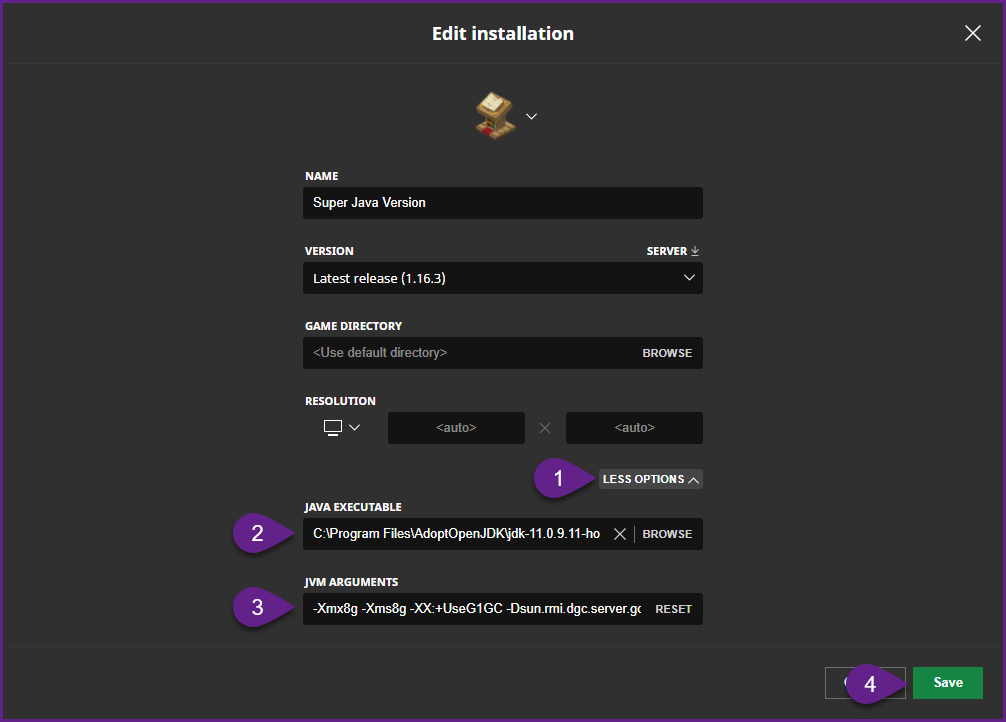 Edit installation
NAME
Super Java Version
VERSION SERVER
Latest release (1.16.3)
GAME DIRECTORY
<Use default directory> BROWSE
RESOLUTION
<auto> <auto>
1 LESS OPTIONS
JAVA EXECUTABLE
2 C:\Program Files\AdoptOpenJDK\jdk-11.0.9.11-ho BROWSE
JVM ARGUMENTS
3 -Xmx8g -Xms8g -XX:+UseG1GC -Dsun.rmi.dgc.server.gc RESET
4 Save